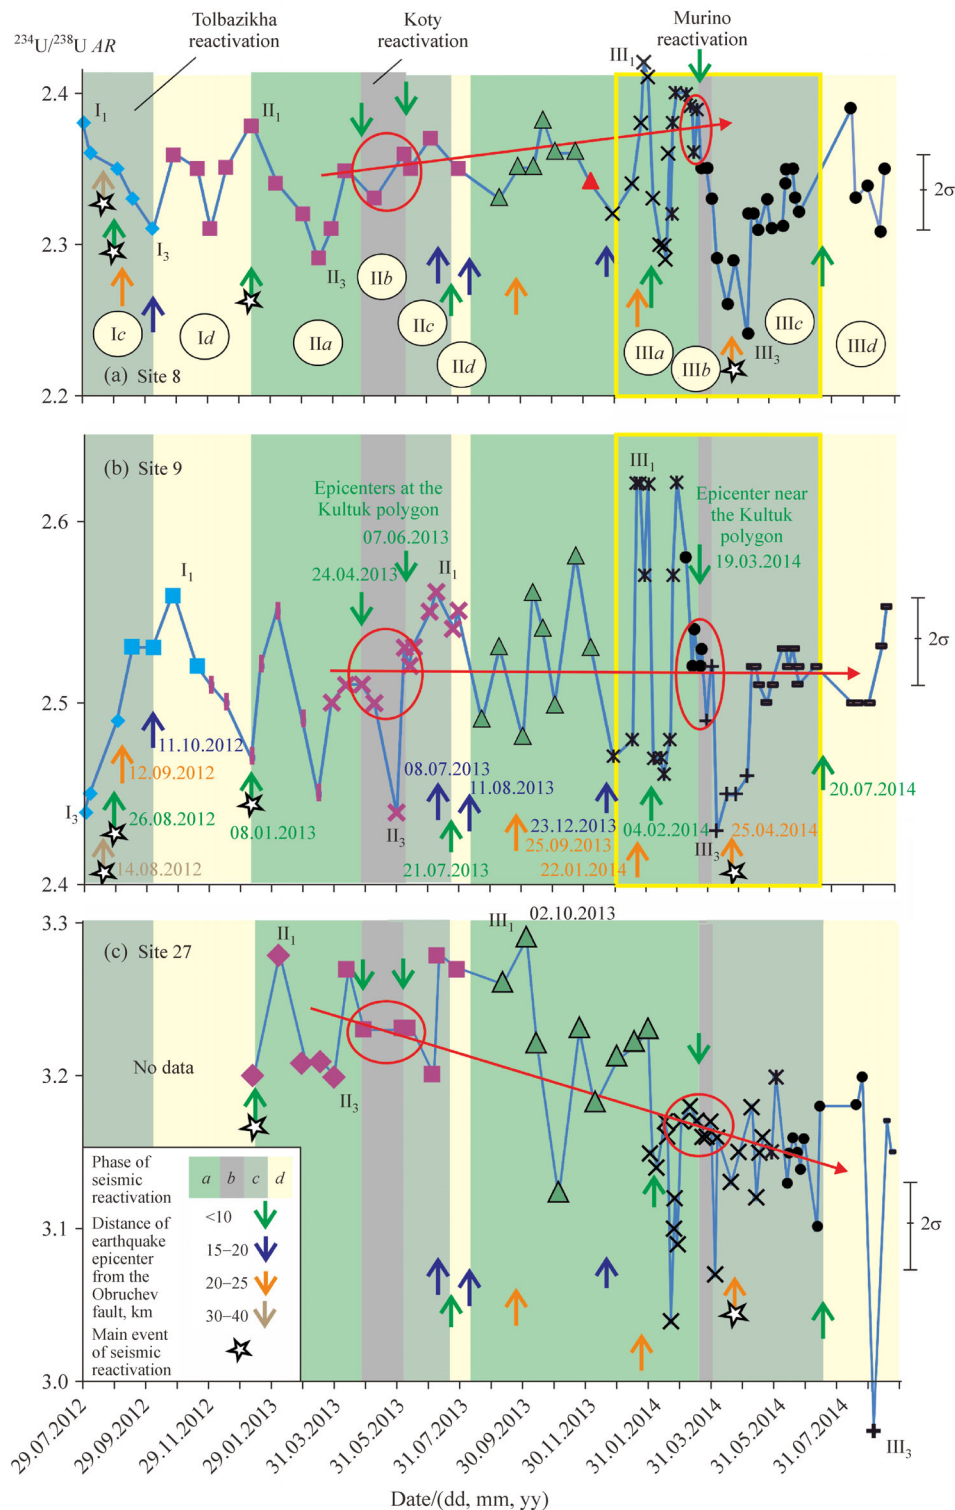 Tolbazikha
reactivation
Koty
reactivation
Murino
reactivation
²³⁴U/²³⁸U AR
2.4
2.3
2.2
I₁
I₃
II₁
II₃
III₁
III₃
2σ
Ic
Id
IIa
IIb
IIc
IId
IIIa
IIIb
IIIc
IIId
(a) Site 8
(b) Site 9
2.6
2.5
2.4
I₁
I₃
II₁
II₃
III₁
III₃
2σ
Epicenters at the
Kultuk polygon
07.06.2013
24.04.2013
Epicenter near
the Kultuk
polygon
19.03.2014
11.10.2012
12.09.2012
26.08.2012
14.08.2012
08.01.2013
08.07.2013
11.08.2013
21.07.2013
23.12.2013
25.09.2013
22.01.2014
04.02.2014
25.04.2014
20.07.2014
(c) Site 27
3.3
3.2
3.1
3.0
No data
II₁
II₃
III₁
02.10.2013
III₃
2σ
Phase of
seismic
reactivation
a b c d
Distance of
earthquake
epicenter
from the
Obruchev
fault, km
<10
15–20
20–25
30–40
Main event
of seismic
reactivation
29.07.2012
29.09.2012
29.11.2012
29.01.2013
31.03.2013
31.05.2013
31.07.2013
30.09.2013
30.11.2013
31.01.2014
31.03.2014
31.05.2014
31.07.2014
Date/(dd, mm, yy)